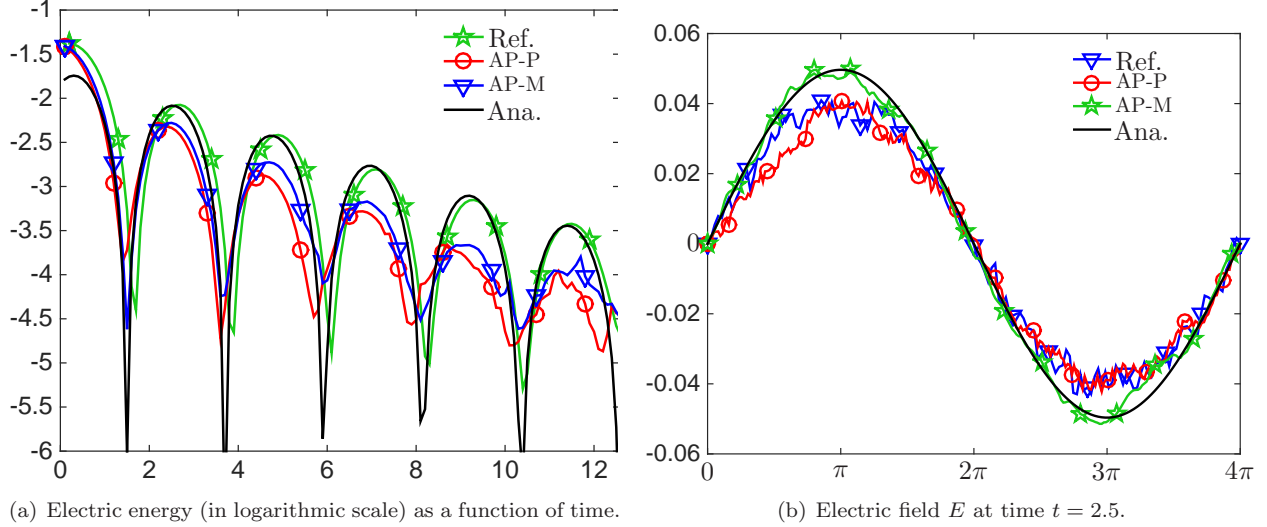 -1
-1.5
-2
-2.5
-3
-3.5
-4
-4.5
-5
-5.5
-6
0 2 4 6 8 10 12
Ref.
AP-P
AP-M
Ana.
(a) Electric energy (in logarithmic scale) as a function of time.
0.06
0.04
0.02
0
-0.02
-0.04
-0.06
0 π 2π 3π 4π
Ref.
AP-P
AP-M
Ana.
(b) Electric field E at time t = 2.5.